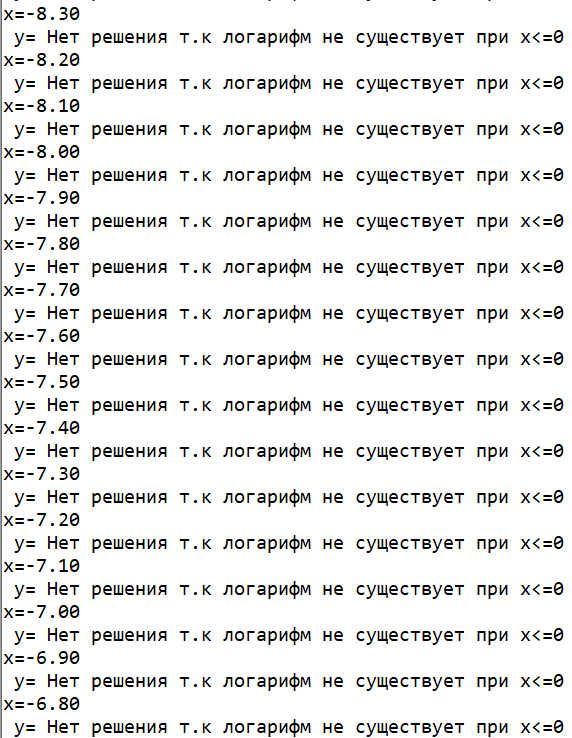 x=-8.30
y= Нет решения т.к логарифм не существует при x<=0
x=-8.20
y= Нет решения т.к логарифм не существует при x<=0
x=-8.10
y= Нет решения т.к логарифм не существует при x<=0
x=-8.00
y= Нет решения т.к логарифм не существует при x<=0
x=-7.90
y= Нет решения т.к логарифм не существует при x<=0
x=-7.80
y= Нет решения т.к логарифм не существует при x<=0
x=-7.70
y= Нет решения т.к логарифм не существует при x<=0
x=-7.60
y= Нет решения т.к логарифм не существует при x<=0
x=-7.50
y= Нет решения т.к логарифм не существует при x<=0
x=-7.40
y= Нет решения т.к логарифм не существует при x<=0
x=-7.30
y= Нет решения т.к логарифм не существует при x<=0
x=-7.20
y= Нет решения т.к логарифм не существует при x<=0
x=-7.10
y= Нет решения т.к логарифм не существует при x<=0
x=-7.00
y= Нет решения т.к логарифм не существует при x<=0
x=-6.90
y= Нет решения т.к логарифм не существует при x<=0
x=-6.80
y= Нет решения т.к логарифм не существует при x<=0